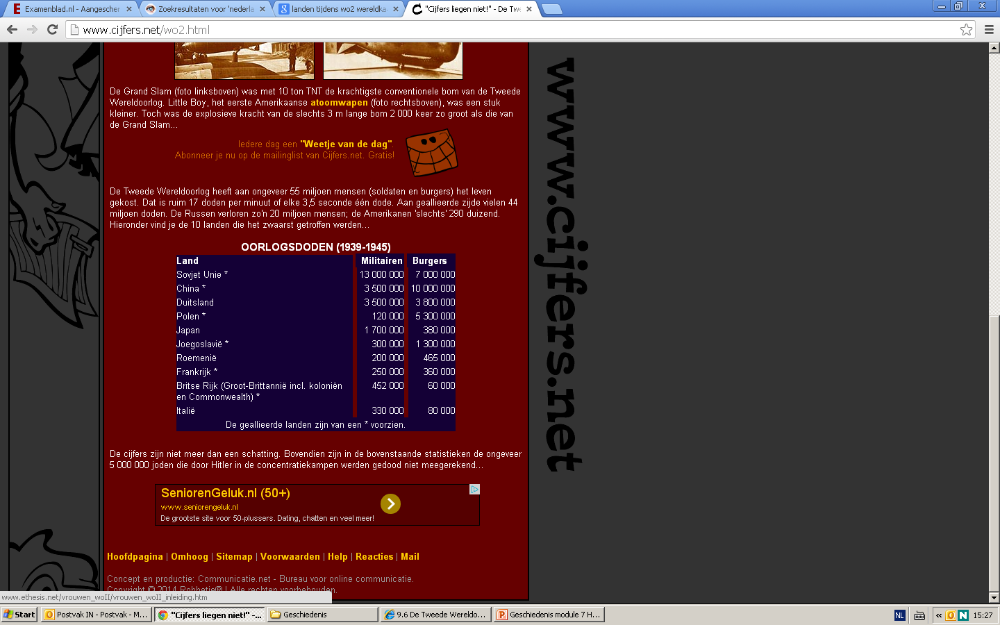 Examenblad.nl - Aangescher
Zoekresultaten voor 'nederla
landen tijdens wo2 wereldka
"Cijfers liegen niet!" - De Twe
www.cijfers.net/wo2.html
De Grand Slam (foto linksboven) was met 10 ton TNT de krachtigste conventionele bom van de Tweede
Wereldoorlog. Little Boy, het eerste Amerikaanse atoomwapen (foto rechtsboven), was een stuk
kleiner. Toch was de explosieve kracht van de slechts 3 m lange bom 2 000 keer zo groot als die van
de Grand Slam...
Iedere dag een "Weetje van de dag".
Abonneer je nu op de mailinglist van Cijfers.net. Gratis!
De Tweede Wereldoorlog heeft aan ongeveer 55 miljoen mensen (soldaten en burgers) het leven
gekost. Dat is ruim 17 doden per minuut of elke 3,5 seconde één dode. Aan geallieerde zijde vielen 44
miljoen doden. De Russen verloren zo'n 20 miljoen mensen; de Amerikanen 'slechts' 290 duizend.
Hieronder vind je de 10 landen die het zwaarst getroffen werden...
OORLOGSDODEN (1939-1945)
Land Militairen Burgers
Sovjet Unie * 13 000 000 7 000 000
China * 3 500 000 10 000 000
Duitsland 3 500 000 3 800 000
Polen * 120 000 5 300 000
Japan 1 700 000 380 000
Joegoslavië * 300 000 1 300 000
Roemenië 200 000 465 000
Frankrijk * 250 000 360 000
Britse Rijk (Groot-Brittannië incl. koloniën 452 000 60 000
en Commonwealth) *
Italië 330 000 80 000
De geallieerde landen zijn van een * voorzien.
De cijfers zijn niet meer dan een schatting. Bovendien zijn in de bovenstaande statistieken de ongeveer
5 000 000 joden die door Hitler in de concentratiekampen werden gedood niet meegerekend...
SeniorenGeluk.nl (50+)
www.seniorengeluk.nl
De grootste site voor 50-plussers. Dating, chatten en veel meer!
Hoofdpagina | Omhoog | Sitemap | Voorwaarden | Help | Reacties | Mail
Concept en productie: Communicatie.net - Bureau voor online communicatie.
Copyright © 2014 Robbetje® | Alle rechten voorbehouden.
www.cijfers.net
www.ethesis.net/vrouwen_woII/vrouwen_woII_inleiding.htm
Start
Postvak IN - Postvak - M...
"Cijfers liegen niet!" -...
Geschiedenis
9.6 De Tweede Wereldo...
Geschiedenis module 7 H...
NL
15:27